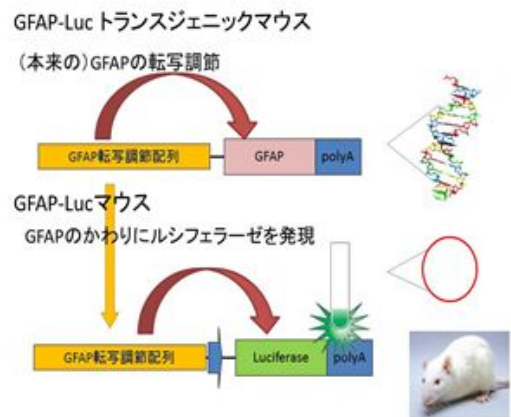 GFAP-Luc トランスジェニックマウス
(本来の)GFAPの転写調節
GFAP転写調節配列
GFAP
polyA
GFAP-Lucマウス
GFAPのかわりにルシフェラーゼを発現
GFAP転写調節配列
Luciferase
polyA